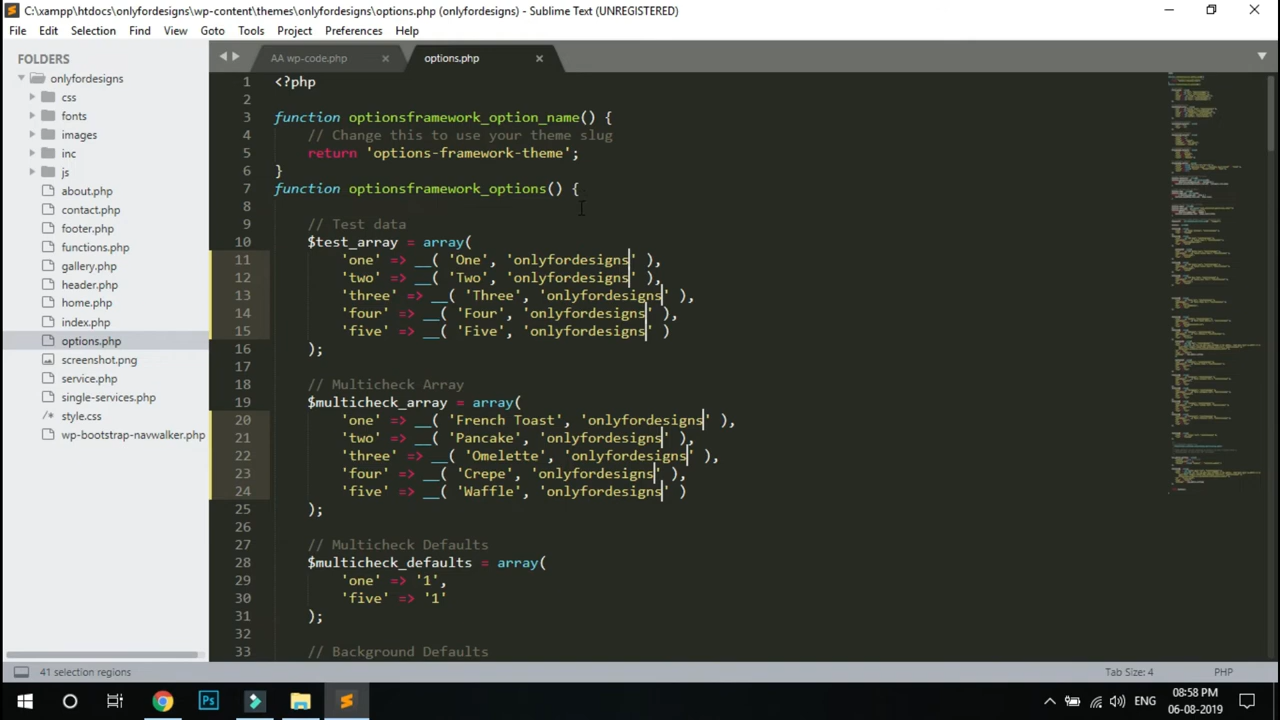 C:\xampp\htdocs\onlyfordesigns\wp-content\themes\onlyfordesigns\options.php (onlyfordesigns) - Sublime Text (UNREGISTERED)
File Edit Selection Find View Goto Tools Project Preferences Help
FOLDERS
onlyfordesigns
css
fonts
images
inc
js
about.php
contact.php
footer.php
functions.php
gallery.php
header.php
home.php
index.php
options.php
screenshot.png
service.php
single-services.php
style.css
wp-bootstrap-navwalker.php
AA wp-code.php
options.php
1 <?php
2
3 function optionsframework_option_name() {
4 // Change this to use your theme slug
5 return 'options-framework-theme';
6 }
7 function optionsframework_options() {
8
9 // Test data
10 $test_array = array(
11 'one' => __( 'One', 'onlyfordesigns' ),
12 'two' => __( 'Two', 'onlyfordesigns' ),
13 'three' => __( 'Three', 'onlyfordesigns' ),
14 'four' => __( 'Four', 'onlyfordesigns' ),
15 'five' => __( 'Five', 'onlyfordesigns' )
16 );
17
18 // Multicheck Array
19 $multicheck_array = array(
20 'one' => __( 'French Toast', 'onlyfordesigns' ),
21 'two' => __( 'Pancake', 'onlyfordesigns' ),
22 'three' => __( 'Omelette', 'onlyfordesigns' ),
23 'four' => __( 'Crepe', 'onlyfordesigns' ),
24 'five' => __( 'Waffle', 'onlyfordesigns' )
25 );
26
27 // Multicheck Defaults
28 $multicheck_defaults = array(
29 'one' => '1',
30 'five' => '1'
31 );
32
33 // Background Defaults
41 selection regions
Tab Size: 4
PHP
Ps
ENG
08:58 PM
06-08-2019